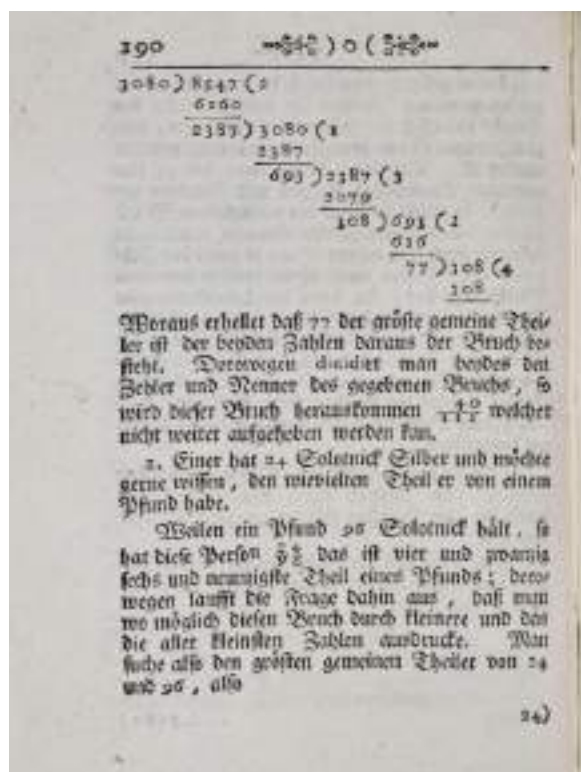 190 ) o (
3080) 8547 (2
6160
2387) 3080 (1
2387
693 ) 2387 (3
2079
308 ) 693 (2
616
77 ) 308 (4
308
Woraus erhellet daß 77 der gröste gemeine Thei⸗
ler ist der beyden Zahlen daraus der Bruch be⸗
steht. Derowegen dividirt man beydes den
Zehler und Nenner des gegebenen Bruchs, so
wird dieser Bruch herauskommen 40/111 welcher
nicht weiter aufgehoben werden kan.
2. Einer hat 24 Solotnick Silber und möchte
gerne wissen, den wievielten Theil er von einem
Pfund habe.
Weilen ein Pfund 96 Solotnick hält, so
hat diese Person 24/96 das ist vier und zwanzig
sechs und neunzigste Theil eines Pfunds; dero⸗
wegen laufft die Frage dahin aus, daß man
wo möglich diesen Bruch durch kleinere und den
die aller kleinsten Zahlen ausdrucke. Man
suche also den grösten gemeinen Theiler von 24
und 96, also
24)